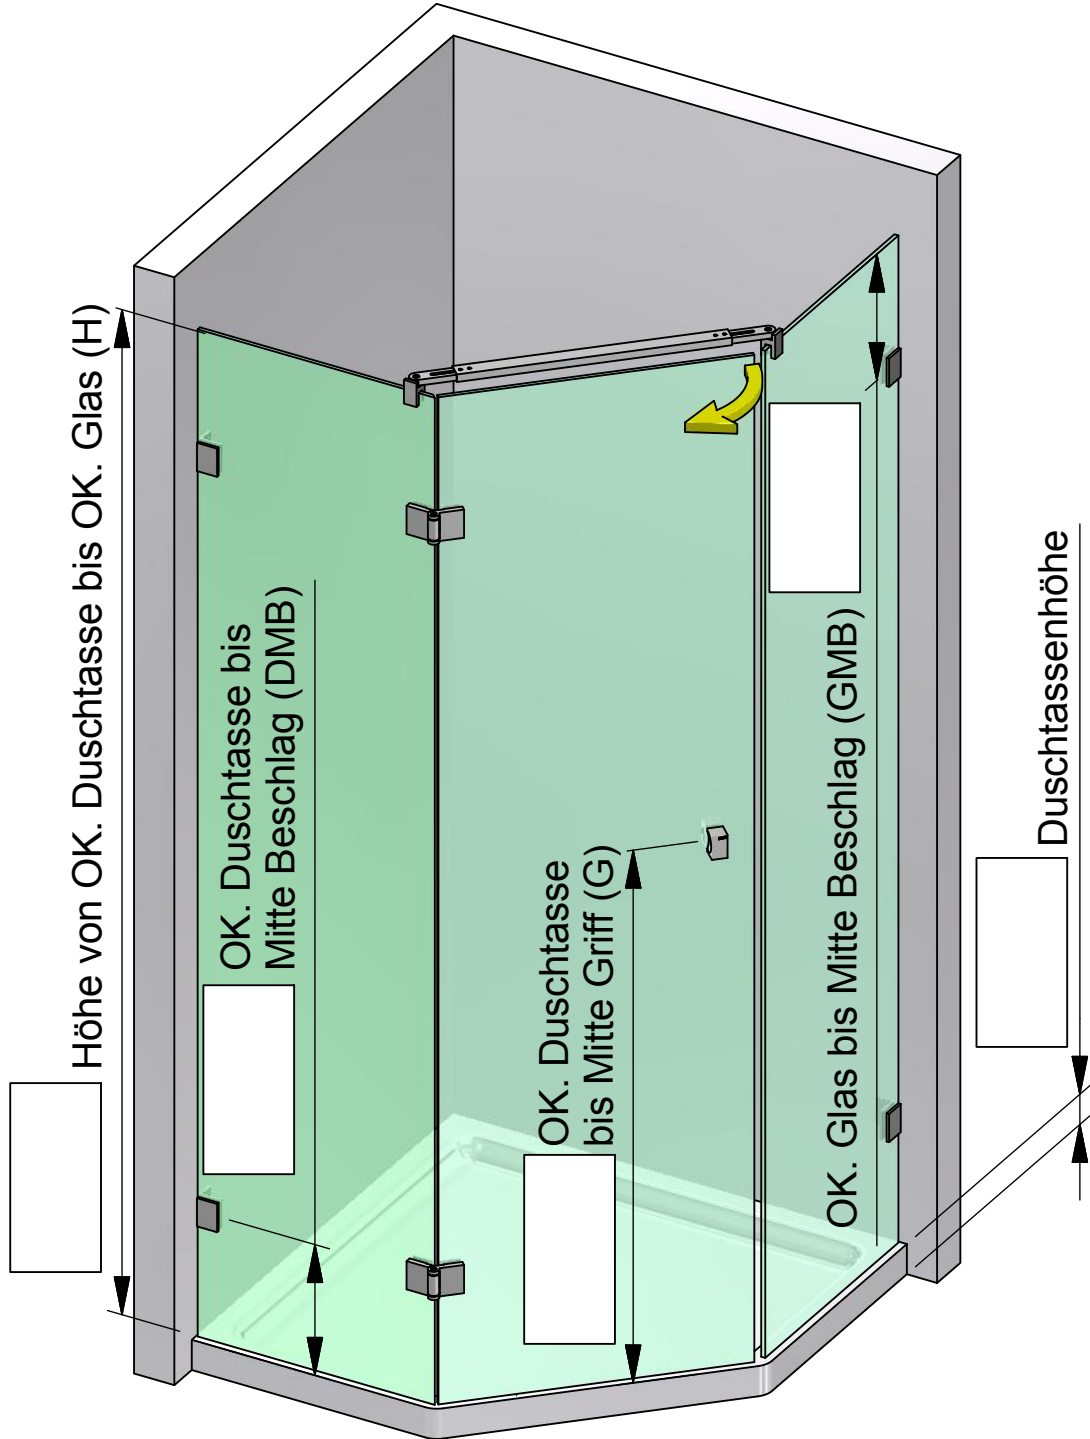 Höhe von OK. Duschtasse bis OK. Glas (H)
OK. Duschtasse bis
Mitte Beschlag (DMB)
OK. Duschtasse
bis Mitte Griff (G)
OK. Glas bis Mitte Beschlag (GMB)
Duschtassenhöhe